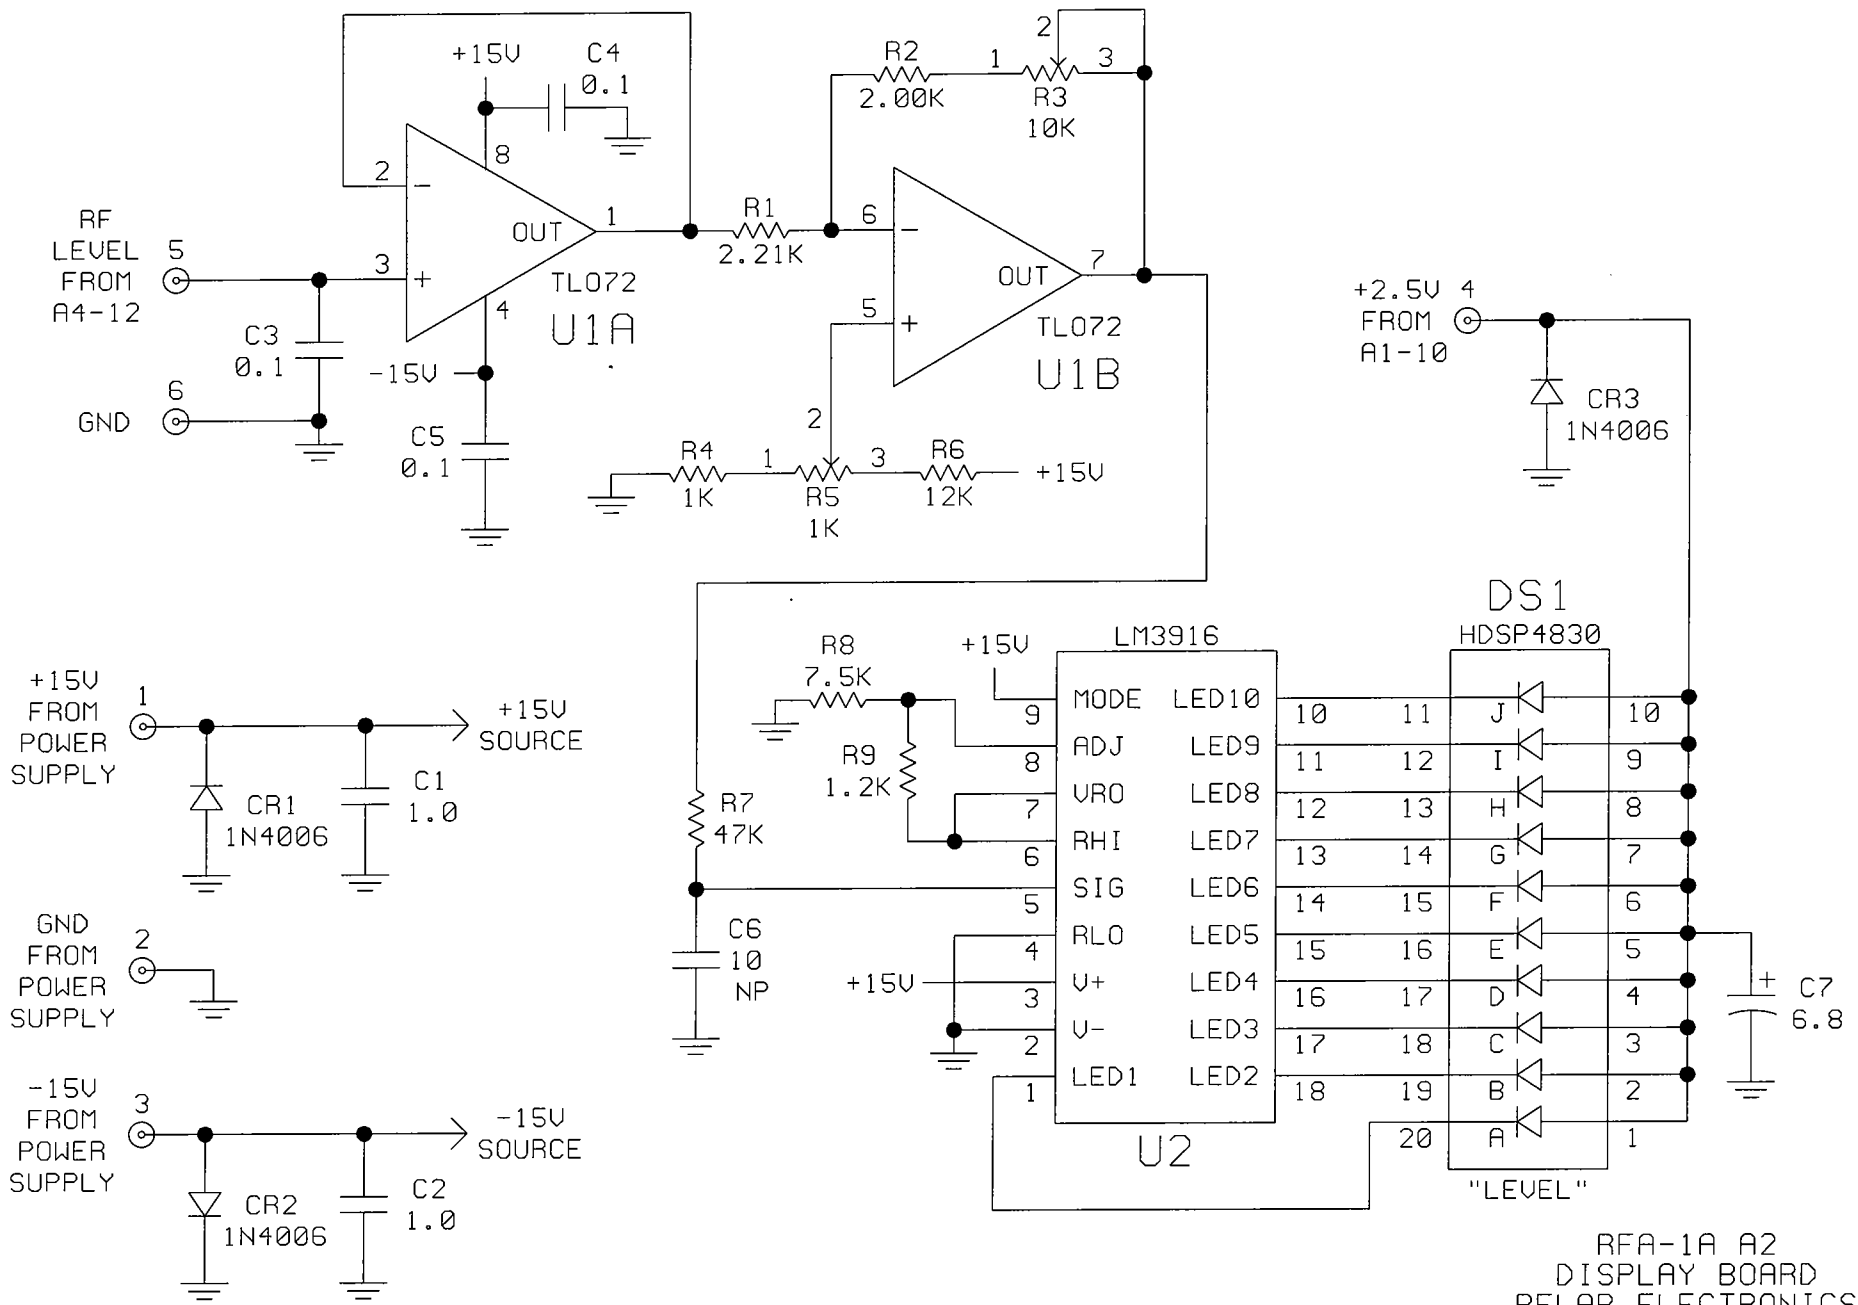 +15V
C4
0.1
2
8
-
OUT
1
3
+
4
TL072
U1A
RF
LEVEL
FROM
A4-12
5
C3
0.1
6
GND
-15V
C5
0.1
R1
2.21K
R2
2.00K
1
2
3
R3
10K
6
-
OUT
7
5
+
TL072
U1B
2
R4
1K
1
R5
1K
3
R6
12K
+15V
+2.5V
FROM
A1-10
4
CR3
1N4006
+15V
FROM
POWER
SUPPLY
1
+15V
SOURCE
CR1
1N4006
C1
1.0
GND
FROM
POWER
SUPPLY
2
-15V
FROM
POWER
SUPPLY
3
-15V
SOURCE
CR2
1N4006
C2
1.0
R7
47K
C6
10
NP
R8
7.5K
R9
1.2K
+15V
+15V
LM3916
9 MODE LED10 10
8 ADJ LED9 11
7 VRO LED8 12
6 RHI LED7 13
5 SIG LED6 14
4 RLO LED5 15
3 V+ LED4 16
2 V- LED3 17
1 LED1 LED2 18
U2
DS1
HDSP4830
11 J 10
12 I 9
13 H 8
14 G 7
15 F 6
16 E 5
17 D 4
18 C 3
19 B 2
20 A 1
"LEVEL"
+
C7
6.8
RFA-1A A2
DISPLAY BOARD
BELAR ELECTRONICS